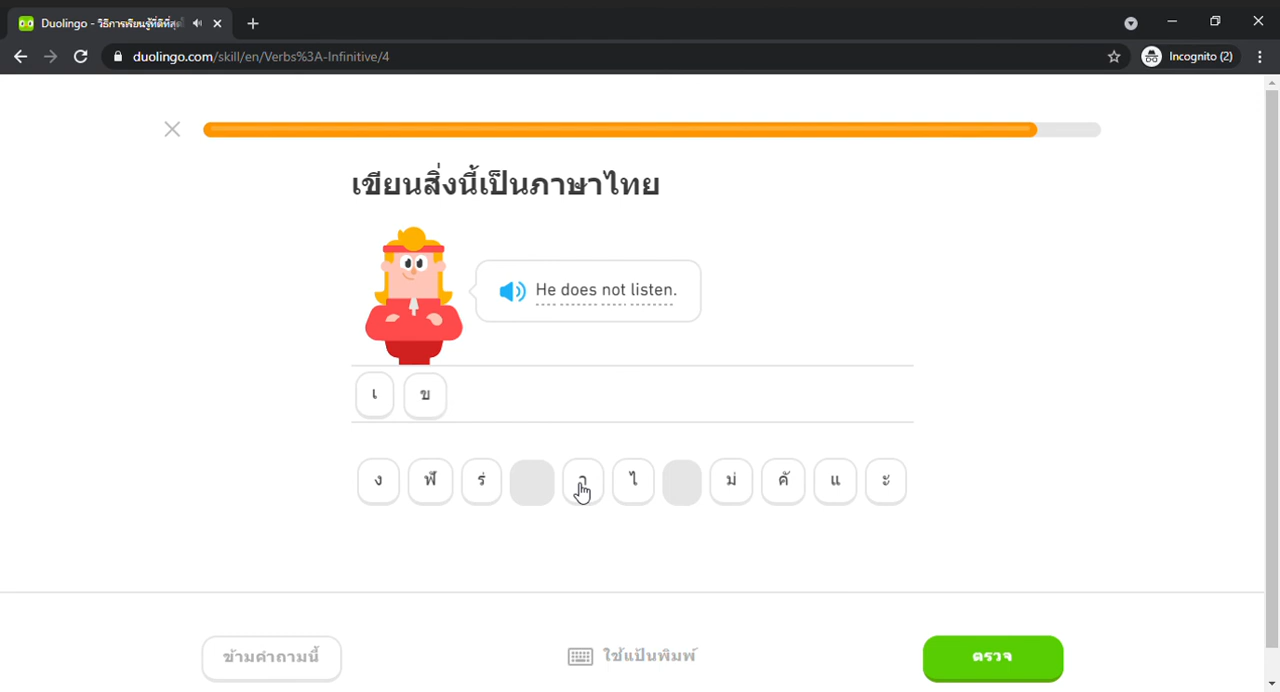 Duolingo - วิธีการเรียนรู้ที่ดีที่สุดใ
duolingo.com/skill/en/Verbs%3A-Infinitive/4
Incognito (2)
เขียนสิ่งนี้เป็นภาษาไทย
He does not listen.
เ ข
ง ฟั ร่ า ไ ม่ คั แ ะ
ข้ามคำถามนี้
ใช้แป้นพิมพ์
ตรวจ